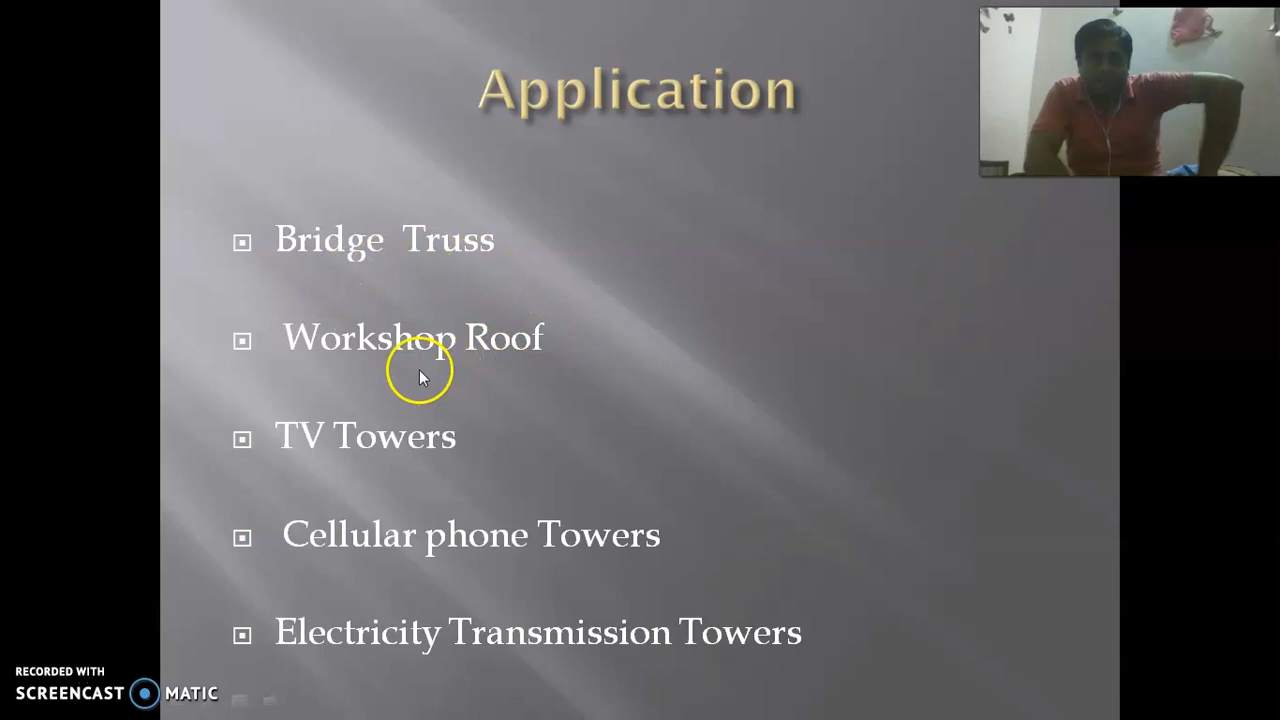 Application
Bridge Truss
Workshop Roof
TV Towers
Cellular phone Towers
Electricity Transmission Towers
RECORDED WITH
SCREENCAST MATIC